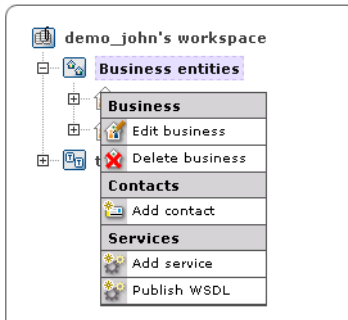 demo_john's workspace
Business entities
Business
Edit business
t
Delete business
Contacts
Add contact
Services
Add service
Publish WSDL